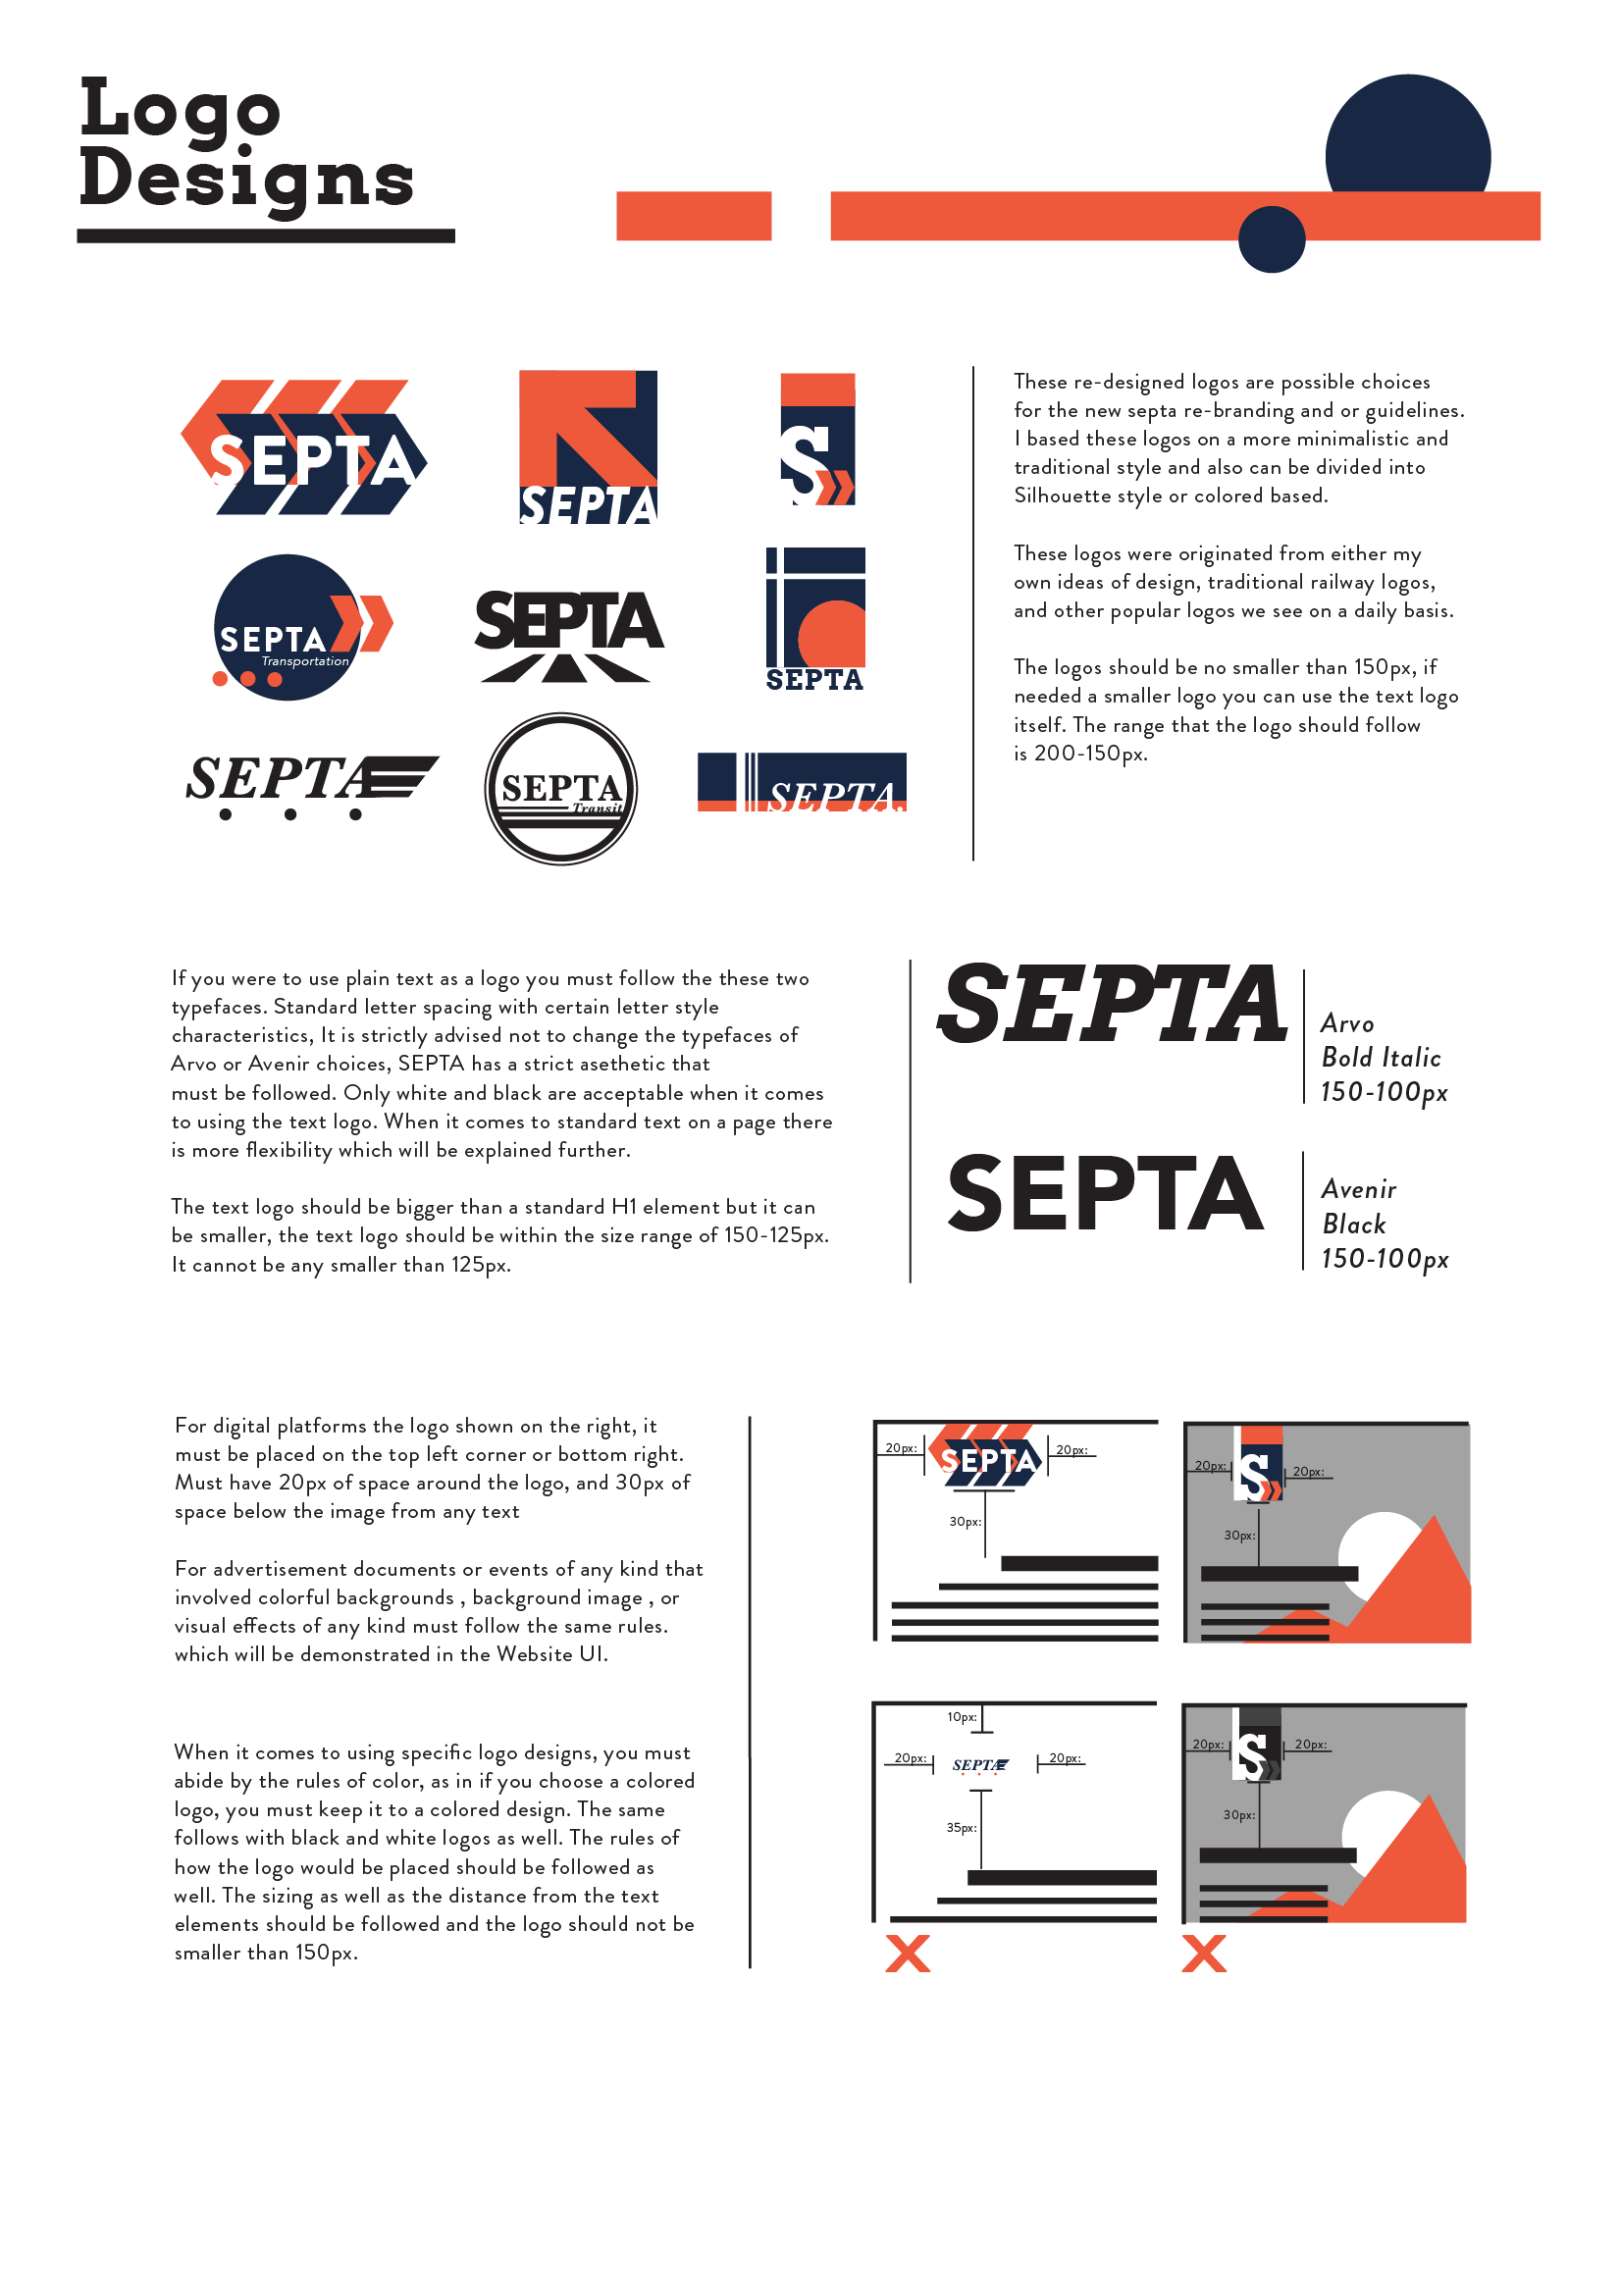 Logo
Designs
SEPTA
SEPTA
S
SEPTA
Transportation
SEPTA
SEPTA
SEPTA
SEPTA
Transit
SEPTA.
These re-designed logos are possible choices
for the new septa re-branding and or guidelines.
I based these logos on a more minimalistic and
traditional style and also can be divided into
Silhouette style or colored based.
These logos were originated from either my
own ideas of design, traditional railway logos,
and other popular logos we see on a daily basis.
The logos should be no smaller than 150px, if
needed a smaller logo you can use the text logo
itself. The range that the logo should follow
is 200-150px.
If you were to use plain text as a logo you must follow the these two
typefaces. Standard letter spacing with certain letter style
characteristics, It is strictly advised not to change the typefaces of
Arvo or Avenir choices, SEPTA has a strict asethetic that
must be followed. Only white and black are acceptable when it comes
to using the text logo. When it comes to standard text on a page there
is more flexibility which will be explained further.
The text logo should be bigger than a standard H1 element but it can
be smaller, the text logo should be within the size range of 150-125px.
It cannot be any smaller than 125px.
SEPTA
Arvo
Bold Italic
150-100px
SEPTA
Avenir
Black
150-100px
For digital platforms the logo shown on the right, it
must be placed on the top left corner or bottom right.
Must have 20px of space around the logo, and 30px of
space below the image from any text
For advertisement documents or events of any kind that
involved colorful backgrounds , background image , or
visual effects of any kind must follow the same rules.
which will be demonstrated in the Website UI.
When it comes to using specific logo designs, you must
abide by the rules of color, as in if you choose a colored
logo, you must keep it to a colored design. The same
follows with black and white logos as well. The rules of
how the logo would be placed should be followed as
well. The sizing as well as the distance from the text
elements should be followed and the logo should not be
smaller than 150px.
20px:
SEPTA
20px:
30px:
20px:
S
20px:
30px:
10px:
20px:
SEPTA
20px:
35px:
20px:
S
20px:
30px: